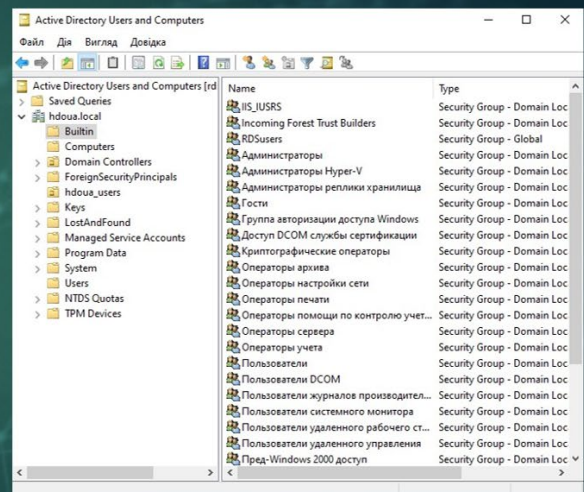 Active Directory Users and Computers
Файл Дія Вигляд Довідка
Active Directory Users and Computers [rd
Saved Queries
hdoua.local
Builtin
Computers
Domain Controllers
ForeignSecurityPrincipals
hdoua_users
Keys
LostAndFound
Managed Service Accounts
Program Data
System
Users
NTDS Quotas
TPM Devices
Name Type
IIS_IUSRS Security Group - Domain Loc
Incoming Forest Trust Builders Security Group - Domain Loc
RDSusers Security Group - Global
Администраторы Security Group - Domain Loc
Администраторы Hyper-V Security Group - Domain Loc
Администраторы реплики хранилища Security Group - Domain Loc
Гости Security Group - Domain Loc
Группа авторизации доступа Windows Security Group - Domain Loc
Доступ DCOM службы сертификации Security Group - Domain Loc
Криптографические операторы Security Group - Domain Loc
Операторы архива Security Group - Domain Loc
Операторы настройки сети Security Group - Domain Loc
Операторы печати Security Group - Domain Loc
Операторы помощи по контролю учет... Security Group - Domain Loc
Операторы сервера Security Group - Domain Loc
Операторы учета Security Group - Domain Loc
Пользователи Security Group - Domain Loc
Пользователи DCOM Security Group - Domain Loc
Пользователи журналов производител... Security Group - Domain Loc
Пользователи системного монитора Security Group - Domain Loc
Пользователи удаленного рабочего ст... Security Group - Domain Loc
Пользователи удаленного управления Security Group - Domain Loc
Пред-Windows 2000 доступ Security Group - Domain Loc